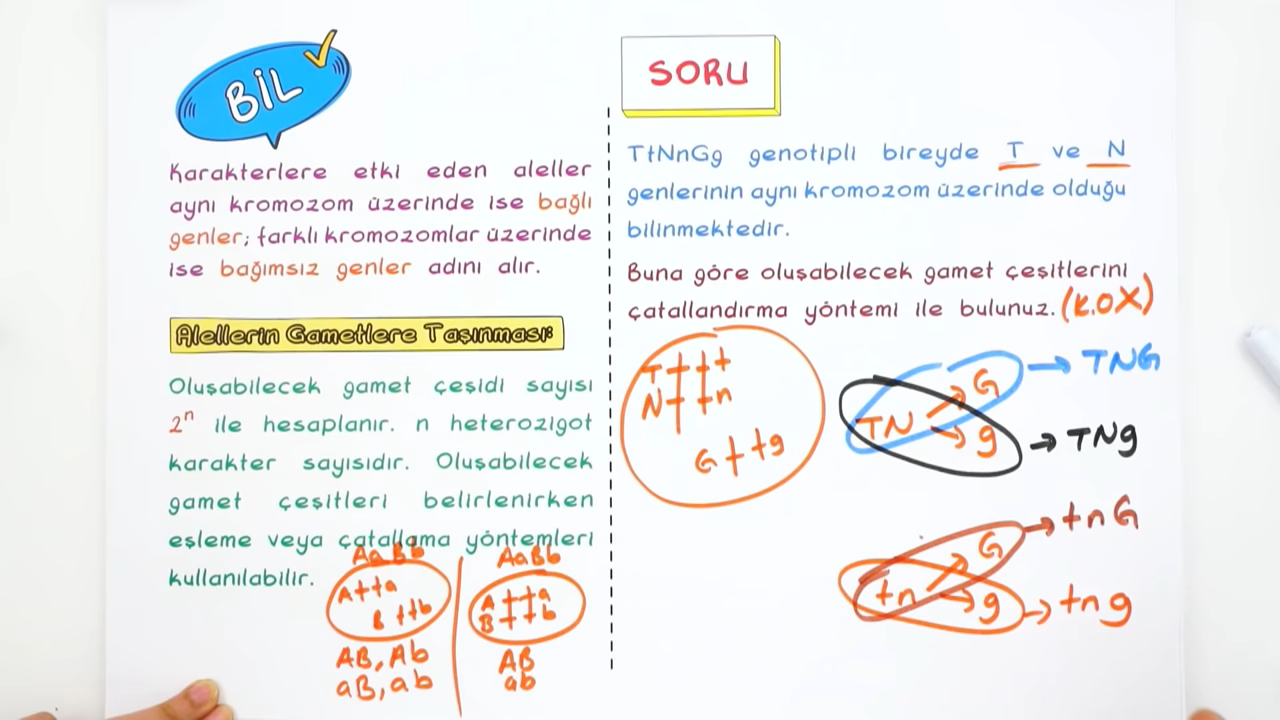 BİL
Karakterlere etki eden aleller
aynı kromozom üzerinde ise bağlı
genler; farklı kromozomlar üzerinde
ise bağımsız genler adını alır.
Alellerin Gametlere Taşınması:
Oluşabilecek gamet çeşidi sayısı
2ⁿ ile hesaplanır. n heterozigot
karakter sayısıdır. Oluşabilecek
gamet çeşitleri belirlenirken
eşleme veya çatallama yöntemleri
kullanılabilir.
AaBb
A a
B b
AB, Ab
aB, ab
AaBb
A a
B b
AB
ab
SORU
TtNnGg genotipli bireyde T ve N
genlerinin aynı kromozom üzerinde olduğu
bilinmektedir.
Buna göre oluşabilecek gamet çeşitlerini
çatallandırma yöntemi ile bulunuz. (K.OX)
T t
N n
G g
TN → G → TNG
→ g → TNg
tn → G → tnG
→ g → tng